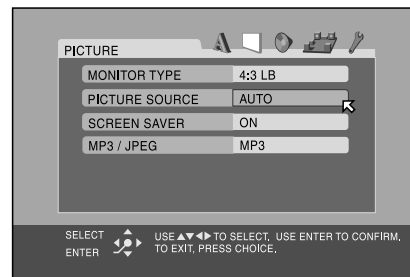 PICTURE
MONITOR TYPE 4:3 LB
PICTURE SOURCE AUTO
SCREEN SAVER ON
MP3 / JPEG MP3
SELECT USE ▲▼◀▶ TO SELECT, USE ENTER TO CONFIRM.
ENTER TO EXIT, PRESS CHOICE.